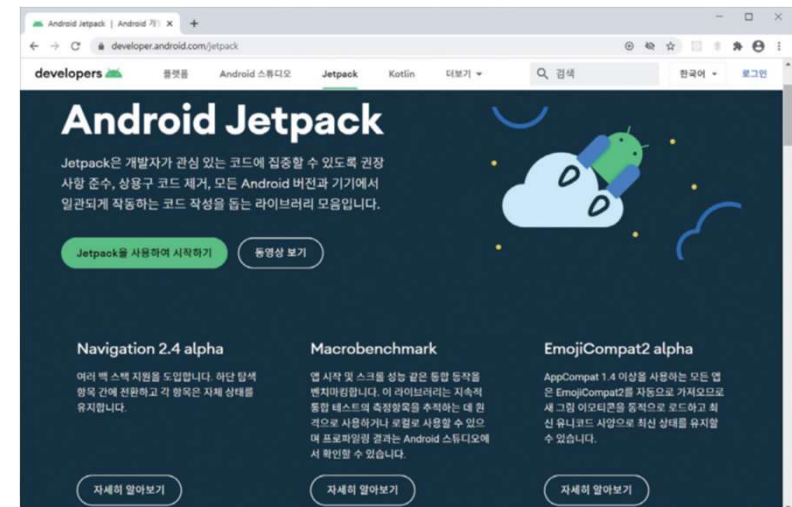 Android Jetpack | Android 개
developer.android.com/jetpack
developers 플랫폼 Android 스튜디오 Jetpack Kotlin 더보기 검색 한국어 로그인
Android Jetpack
Jetpack은 개발자가 관심 있는 코드에 집중할 수 있도록 권장
사항 준수, 상용구 코드 제거, 모든 Android 버전과 기기에서
일관되게 작동하는 코드 작성을 돕는 라이브러리 모음입니다.
Jetpack을 사용하여 시작하기 동영상 보기
Navigation 2.4 alpha
여러 백 스택 지원을 도입합니다. 하단 탐색
항목 간에 전환하고 각 항목은 자체 상태를
유지합니다.
자세히 알아보기
Macrobenchmark
앱 시작 및 스크롤 성능 같은 통합 동작을
벤치마킹합니다. 이 라이브러리는 지속적
통합 테스트의 측정항목을 추적하는 데 원
격으로 사용하거나 로컬로 사용할 수 있으
며 프로파일링 결과는 Android 스튜디오에
서 확인할 수 있습니다.
자세히 알아보기
EmojiCompat2 alpha
AppCompat 1.4 이상을 사용하는 모든 앱
은 EmojiCompat2를 자동으로 가져오므로
새 그림 이모티콘을 동적으로 로드하고 최
신 유니코드 사양으로 최신 상태를 유지할
수 있습니다.
자세히 알아보기